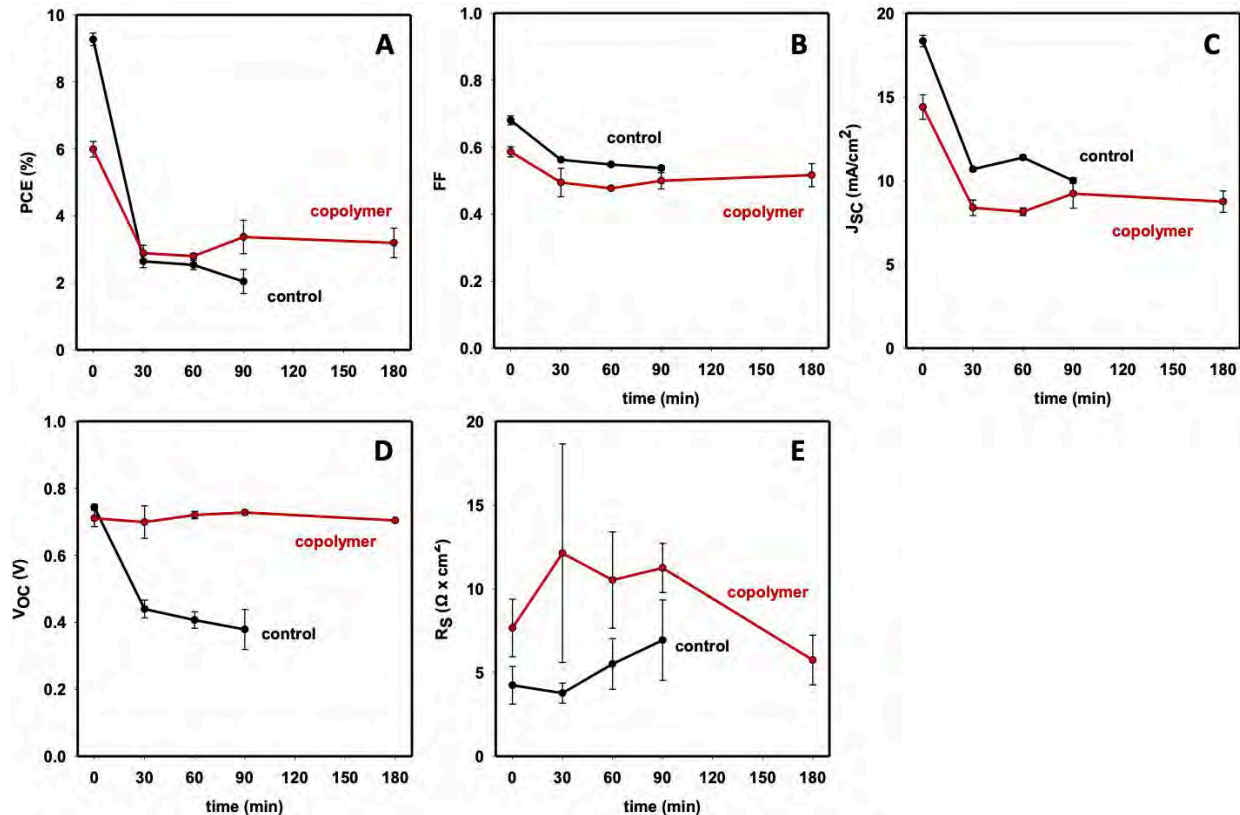 A
PCE (%)
10
8
6
4
2
0
copolymer
control
0 30 60 90 120 150 180
B
FF
1.0
0.8
0.6
0.4
0.2
0.0
control
copolymer
0 30 60 90 120 150 180
time (min)
C
JSC (mA/cm2)
20
15
10
5
0
control
copolymer
0 30 60 90 120 150 180
time (min)
D
VOC (V)
1.0
0.8
0.6
0.4
0.2
0.0
copolymer
control
0 30 60 90 120 150 180
time (min)
E
RS (Ω x cm2)
20
15
10
5
0
copolymer
control
0 30 60 90 120 150 180
time (min)